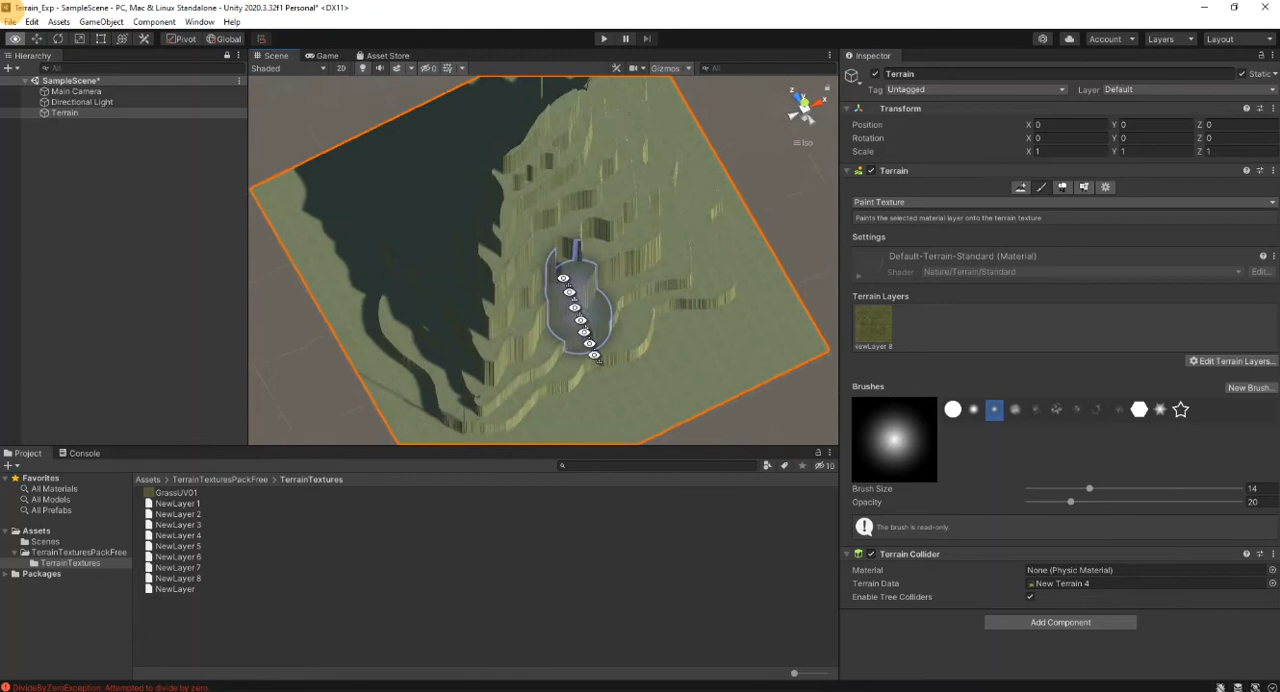 Terrain_Exp - SampleScene - PC, Mac & Linux Standalone - Unity 2020.3.32f1 Personal* <DX11>
File Edit Assets GameObject Component Window Help
Pivot Global Account Layers Layout
Hierarchy
All
SampleScene*
Main Camera
Directional Light
Terrain
Scene Game Asset Store
Shaded 2D 0 Gizmos All
z y x
Iso
Inspector
Terrain Static
Tag Untagged Layer Default
Transform
Position X 0 Y 0 Z 0
Rotation X 0 Y 0 Z 0
Scale X 1 Y 1 Z 1
Terrain
Paint Texture
Paints the selected material layer onto the terrain texture
Settings
Default-Terrain-Standard (Material)
Shader Nature/Terrain/Standard Edit...
Terrain Layers
NewLayer 8
Edit Terrain Layers...
Brushes
New Brush...
Brush Size 14
Opacity 20
The brush is read-only.
Terrain Collider
Material None (Physic Material)
Terrain Data New Terrain 4
Enable Tree Colliders
Add Component
Project Console
10
Favorites
All Materials
All Models
All Prefabs
Assets
Scenes
TerrainTexturesPackFree
TerrainTextures
Packages
Assets > TerrainTexturesPackFree > TerrainTextures
GrassUV01
NewLayer 1
NewLayer 2
NewLayer 3
NewLayer 4
NewLayer 5
NewLayer 6
NewLayer 7
NewLayer 8
NewLayer
DivideByZeroException: Attempted to divide by zero.